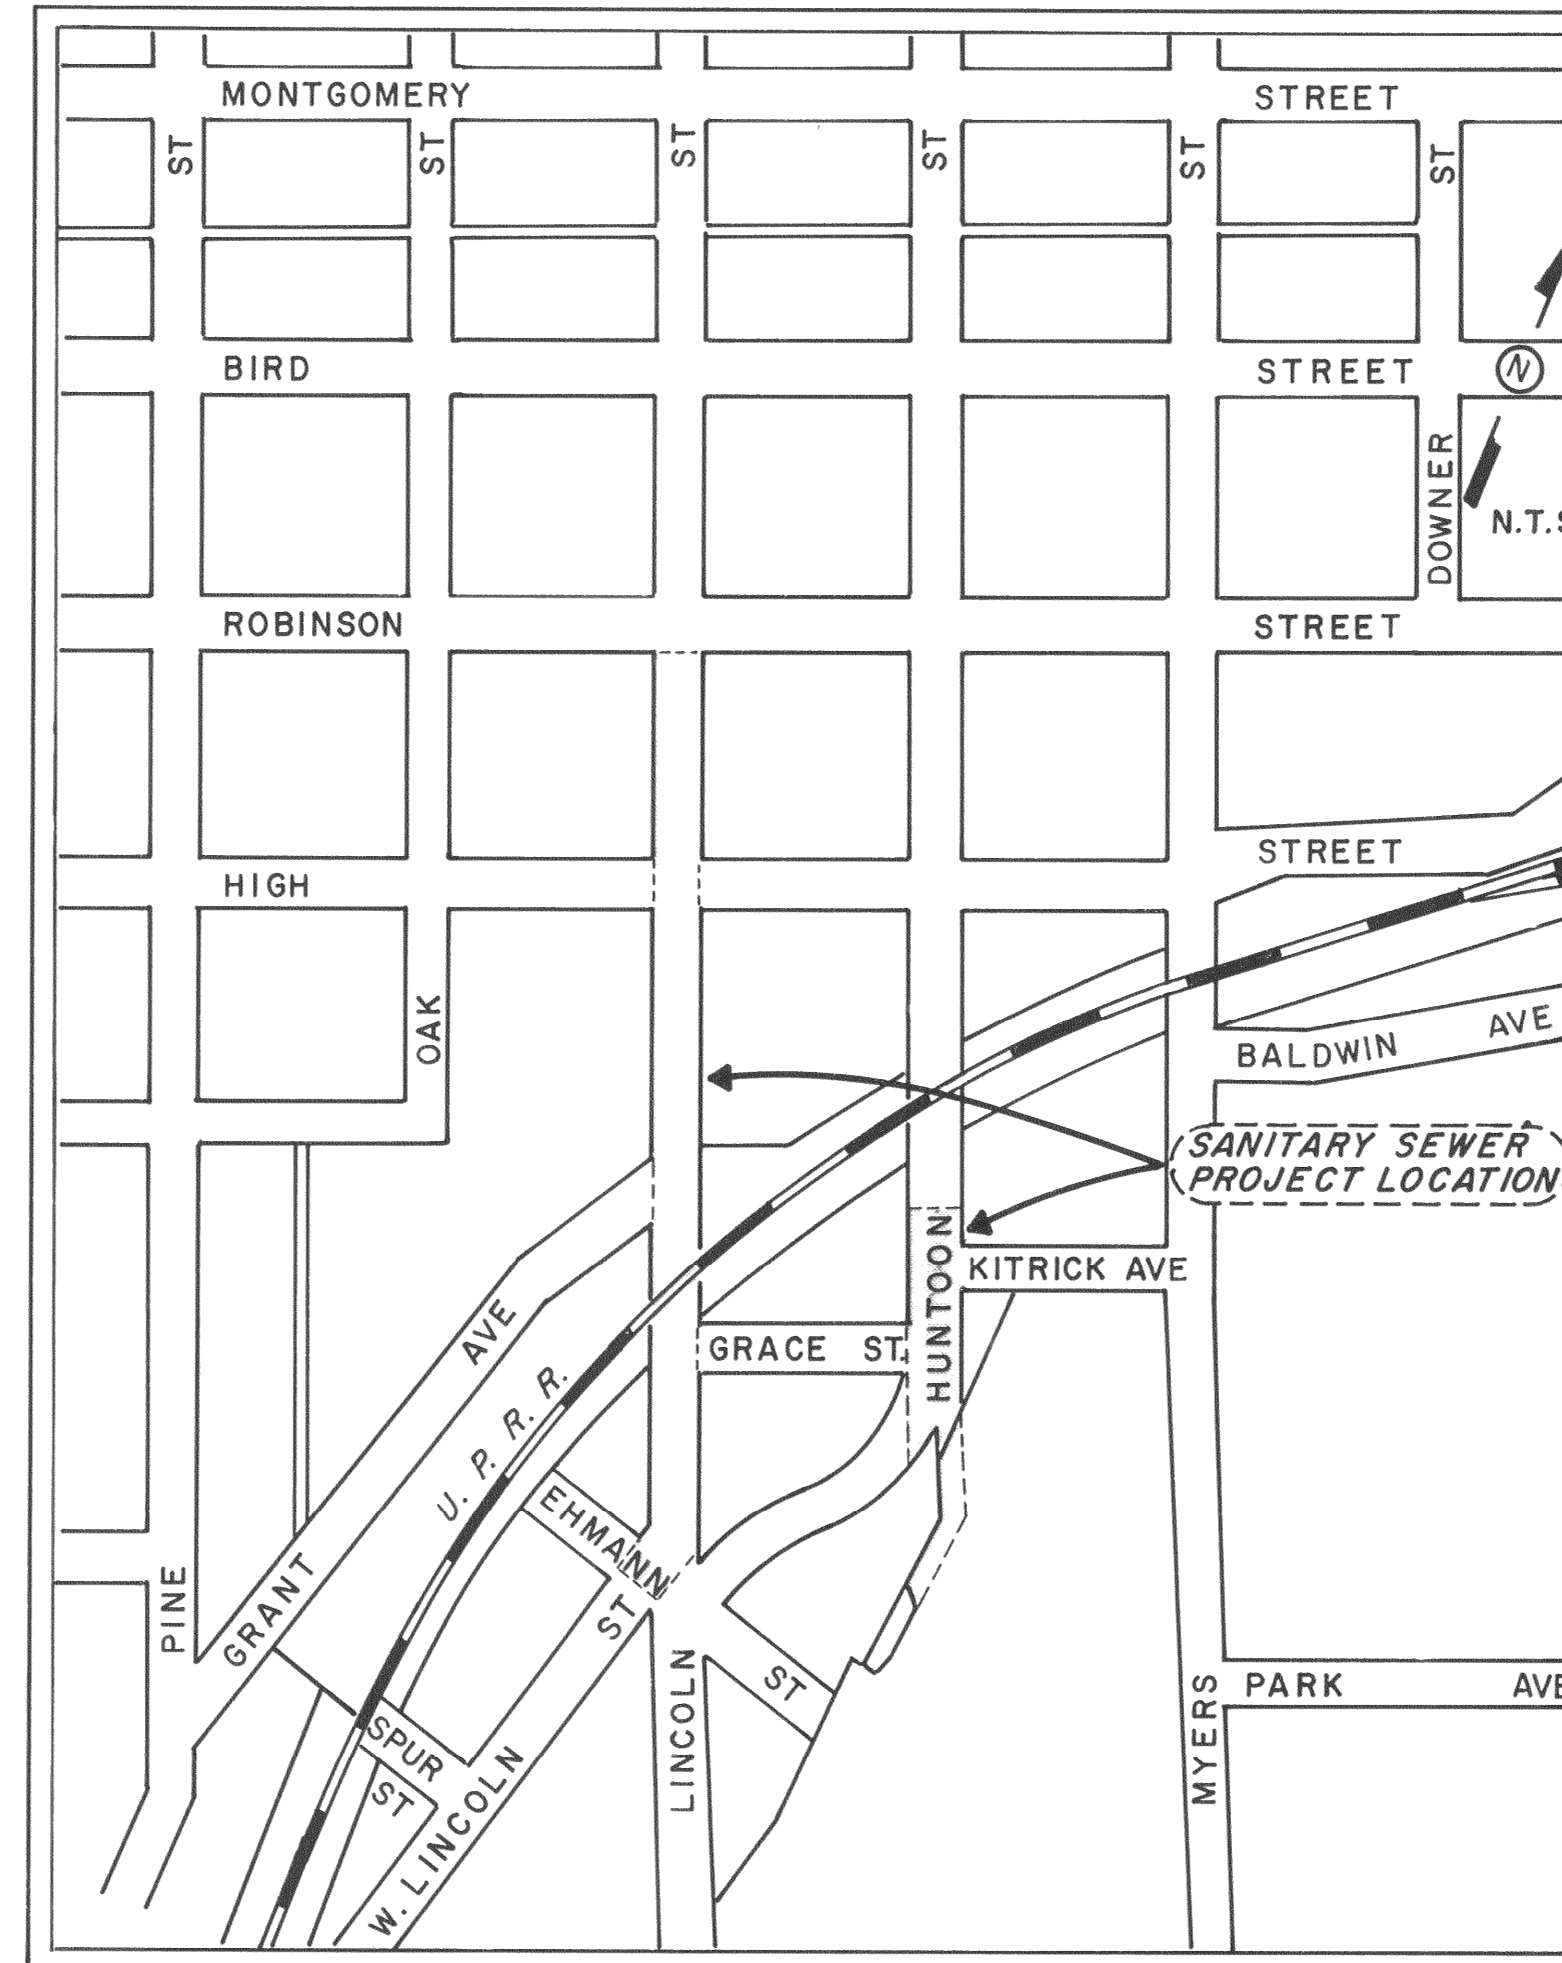 MONTGOMERY STREET
ST ST ST ST ST ST
BIRD STREET
N
DOWNER
N.T.
ROBINSON STREET
STREET
HIGH
OAK
BALDWIN AVE
SANITARY SEWER
PROJECT LOCATION
HUNTOON
KITRICK AVE
AVE
GRACE ST.
U. P. R. R.
EHMANN
ST
PINE
GRANT
ST
LINCOLN
MYERS
PARK AVE
SPUR
ST
W. LINCOLN